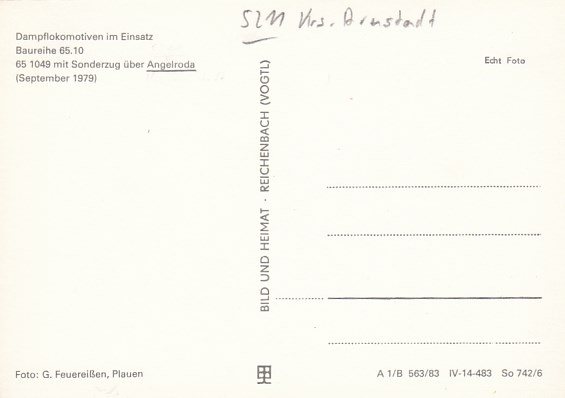 5211 Krs. Arnstadt
Dampflokomotiven im Einsatz
Baureihe 65.10
65 1049 mit Sonderzug über Angelroda
(September 1979)
Echt Foto
BILD UND HEIMAT · REICHENBACH (VOGTL)
Foto: G. Feuereißen, Plauen
A 1/B 563/83 IV-14-483 So 742/6